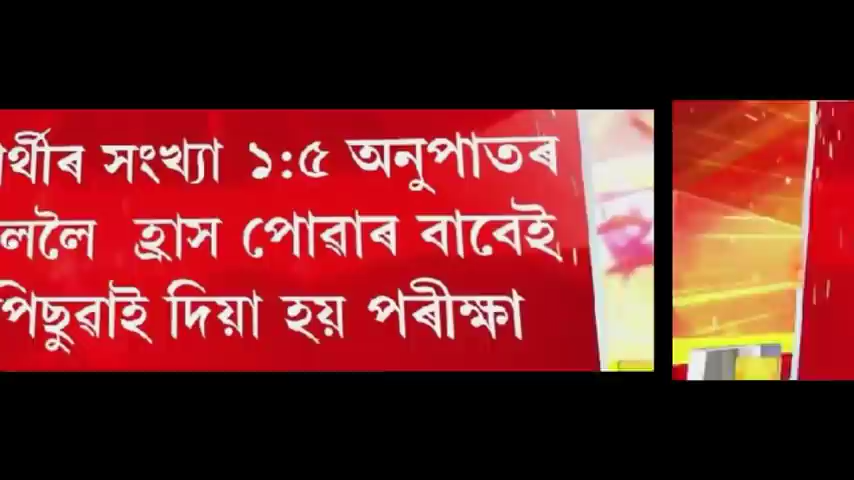 সংখ্যা ১:৫ অনুপাতৰ
হ্ৰাস পোৱাৰ বাবেই
পিছুৱাই দিয়া হয় পৰীক্ষা